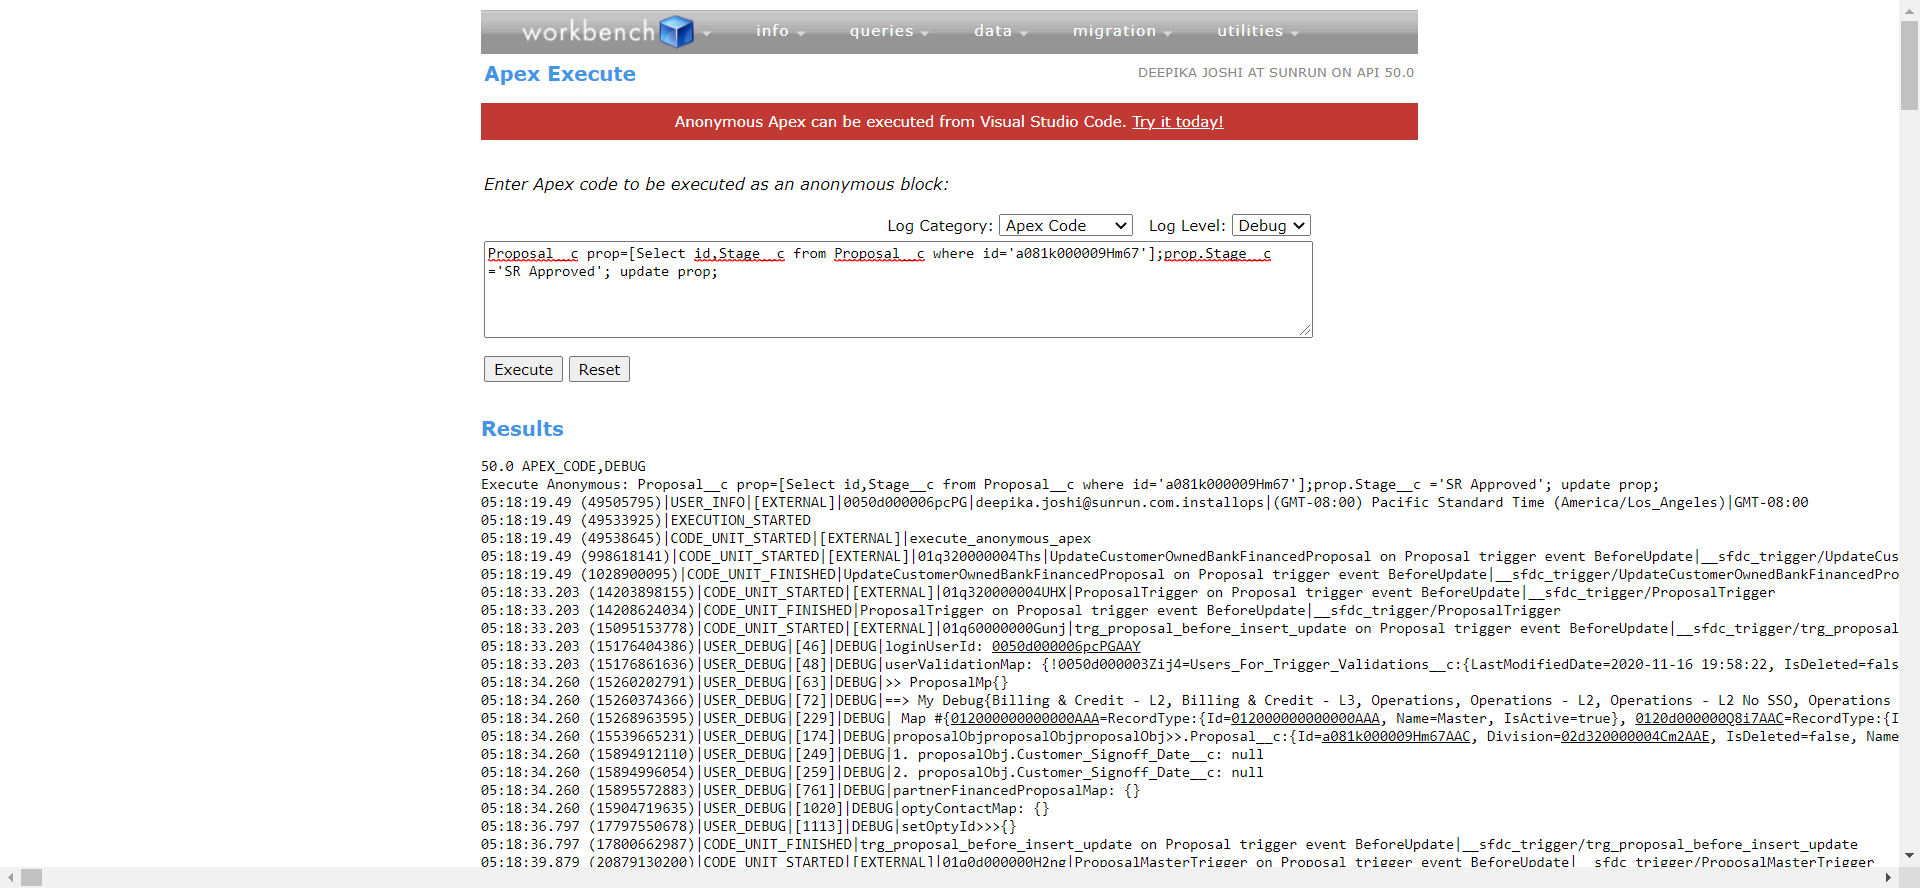 workbench info queries data migration utilities
Apex Execute DEEPIKA JOSHI AT SUNRUN ON API 50.0
Anonymous Apex can be executed from Visual Studio Code. Try it today!
Enter Apex code to be executed as an anonymous block:
Log Category: Apex Code Log Level: Debug
Proposal__c prop=[Select id,Stage__c from Proposal__c where id='a081k000009Hm67'];prop.Stage__c
='SR Approved'; update prop;
Execute Reset
Results
50.0 APEX_CODE,DEBUG
Execute Anonymous: Proposal__c prop=[Select id,Stage__c from Proposal__c where id='a081k000009Hm67'];prop.Stage__c ='SR Approved'; update prop;
05:18:19.49 (49505795)|USER_INFO|[EXTERNAL]|0050d000006pcPG|deepika.joshi@sunrun.com.installops|(GMT-08:00) Pacific Standard Time (America/Los_Angeles)|GMT-08:00
05:18:19.49 (49533925)|EXECUTION_STARTED
05:18:19.49 (49538645)|CODE_UNIT_STARTED|[EXTERNAL]|execute_anonymous_apex
05:18:19.49 (998618141)|CODE_UNIT_STARTED|[EXTERNAL]|01q320000004Ths|UpdateCustomerOwnedBankFinancedProposal on Proposal trigger event BeforeUpdate|__sfdc_trigger/UpdateCus
05:18:19.49 (1028900095)|CODE_UNIT_FINISHED|UpdateCustomerOwnedBankFinancedProposal on Proposal trigger event BeforeUpdate|__sfdc_trigger/UpdateCustomerOwnedBankFinancedPro
05:18:33.203 (14203898155)|CODE_UNIT_STARTED|[EXTERNAL]|01q320000004UHX|ProposalTrigger on Proposal trigger event BeforeUpdate|__sfdc_trigger/ProposalTrigger
05:18:33.203 (14208624034)|CODE_UNIT_FINISHED|ProposalTrigger on Proposal trigger event BeforeUpdate|__sfdc_trigger/ProposalTrigger
05:18:33.203 (15095153778)|CODE_UNIT_STARTED|[EXTERNAL]|01q60000000Gunj|trg_proposal_before_insert_update on Proposal trigger event BeforeUpdate|__sfdc_trigger/trg_proposal
05:18:33.203 (15176404386)|USER_DEBUG|[46]|DEBUG|loginUserId: 0050d000006pcPGAAY
05:18:33.203 (15176861636)|USER_DEBUG|[48]|DEBUG|userValidationMap: {!0050d000003Zij4=Users_For_Trigger_Validations__c:{LastModifiedDate=2020-11-16 19:58:22, IsDeleted=fals
05:18:34.260 (15260202791)|USER_DEBUG|[63]|DEBUG|>> ProposalMp{}
05:18:34.260 (15260374366)|USER_DEBUG|[72]|DEBUG|==> My Debug{Billing & Credit - L2, Billing & Credit - L3, Operations, Operations - L2, Operations - L2 No SSO, Operations
05:18:34.260 (15268963595)|USER_DEBUG|[229]|DEBUG| Map #{012000000000000AAA=RecordType:{Id=012000000000000AAA, Name=Master, IsActive=true}, 0120d000000Q8i7AAC=RecordType:{I
05:18:34.260 (15539665231)|USER_DEBUG|[174]|DEBUG|proposalObjproposalObjproposalObj>>.Proposal__c:{Id=a081k000009Hm67AAC, Division=02d320000004Cm2AAE, IsDeleted=false, Name
05:18:34.260 (15894912110)|USER_DEBUG|[249]|DEBUG|1. proposalObj.Customer_Signoff_Date__c: null
05:18:34.260 (15894996054)|USER_DEBUG|[259]|DEBUG|2. proposalObj.Customer_Signoff_Date__c: null
05:18:34.260 (15895572883)|USER_DEBUG|[761]|DEBUG|partnerFinancedProposalMap: {}
05:18:34.260 (15904719635)|USER_DEBUG|[1020]|DEBUG|optyContactMap: {}
05:18:36.797 (17797550678)|USER_DEBUG|[1113]|DEBUG|setOptyId>>>{}
05:18:36.797 (17800662987)|CODE_UNIT_FINISHED|trg_proposal_before_insert_update on Proposal trigger event BeforeUpdate|__sfdc_trigger/trg_proposal_before_insert_update
05:18:39.879 (20879130200)|CODE_UNIT_STARTED|[EXTERNAL]|01q0d000000H2ng|ProposalMasterTrigger on Proposal trigger event BeforeUpdate|__sfdc_trigger/ProposalMasterTrigger